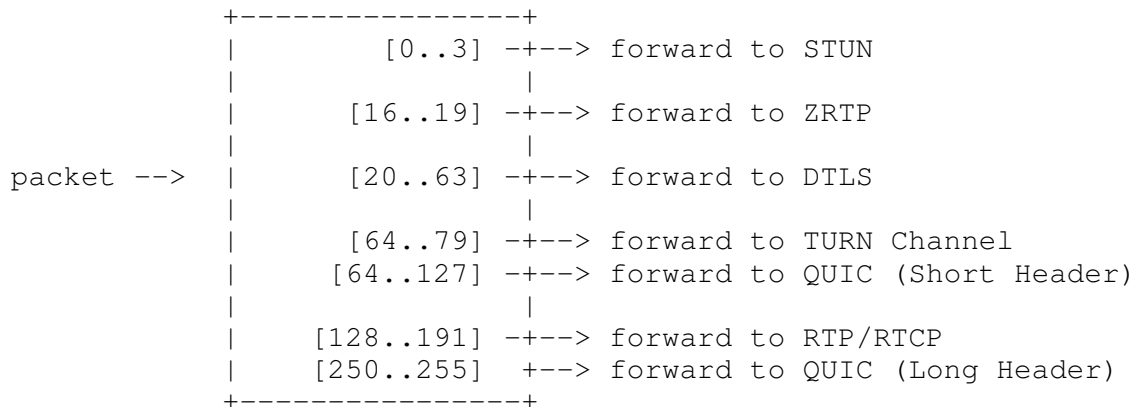 +----------------+
|        [0..3] -+--> forward to STUN
|                |
|      [16..19] -+--> forward to ZRTP
|                |
packet --> |      [20..63] -+--> forward to DTLS
|                |
|      [64..79] -+--> forward to TURN Channel
|     [64..127] -+--> forward to QUIC (Short Header)
|                |
|    [128..191] -+--> forward to RTP/RTCP
|    [250..255]  +--> forward to QUIC (Long Header)
+----------------+